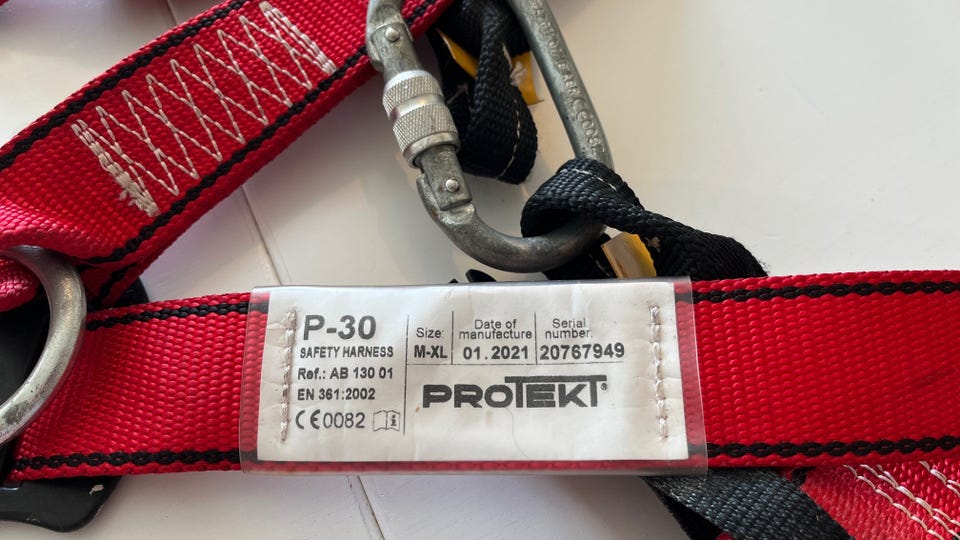 P-30
SAFETY HARNESS
Ref.: AB 130 01
EN 361:2002
CE0082
Size:
M-XL
Date of
manufacture
01.2021
Serial
number.
20767949
PROTEKT®